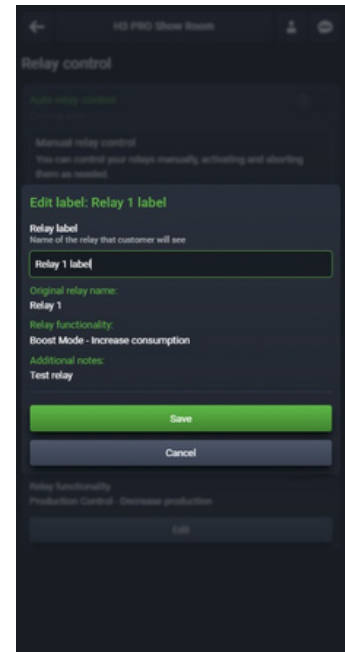 H3 PRO Show Room
Relay control
Auto relay control
Manual relay control
You can control your relays manually, activating and aborting
them as needed.
Edit label: Relay 1 label
Relay label
Name of the relay that customer will see
Relay 1 label
Original relay name:
Relay 1
Relay functionality:
Boost Mode - Increase consumption
Additional notes:
Test relay
Save
Cancel
Relay functionality
Production Control - Decrease production
Edit